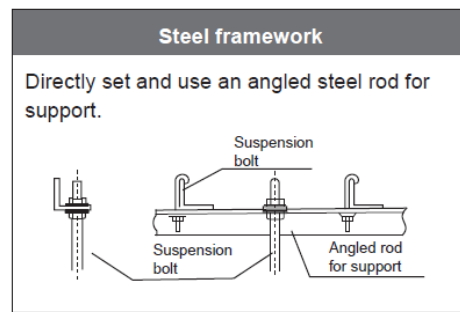 Steel framework
Directly set and use an angled steel rod for
support.
Suspension
bolt
Suspension
bolt
Angled rod
for support